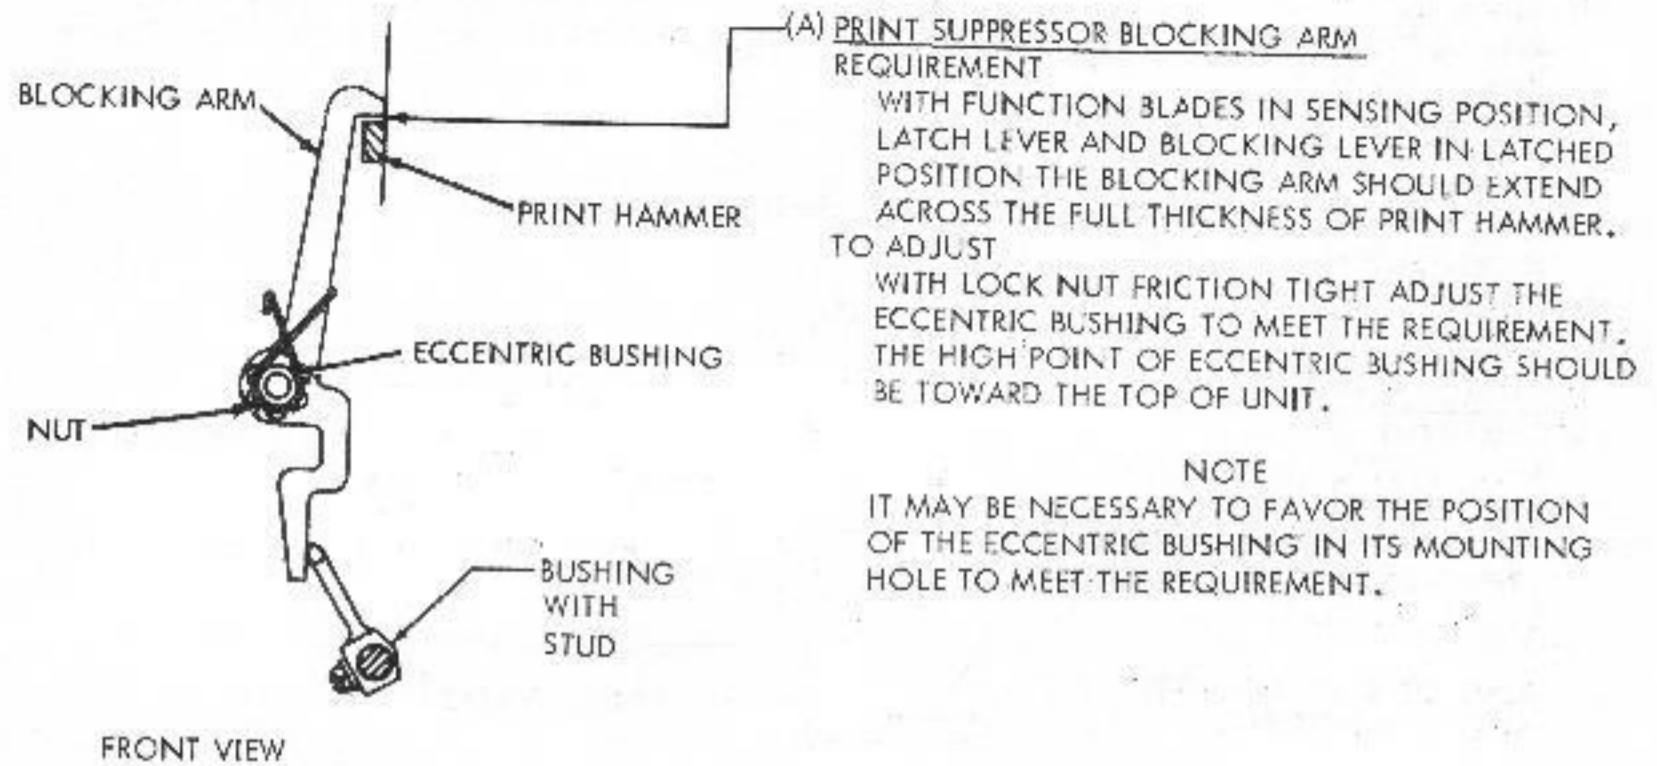 (A) PRINT SUPPRESSOR BLOCKING ARM
REQUIREMENT
WITH FUNCTION BLADES IN SENSING POSITION,
LATCH LEVER AND BLOCKING LEVER IN LATCHED
POSITION THE BLOCKING ARM SHOULD EXTEND
ACROSS THE FULL THICKNESS OF PRINT HAMMER.
TO ADJUST
WITH LOCK NUT FRICTION TIGHT ADJUST THE
ECCENTRIC BUSHING TO MEET THE REQUIREMENT.
THE HIGH POINT OF ECCENTRIC BUSHING SHOULD
BE TOWARD THE TOP OF UNIT.
NOTE
IT MAY BE NECESSARY TO FAVOR THE POSITION
OF THE ECCENTRIC BUSHING IN ITS MOUNTING
HOLE TO MEET THE REQUIREMENT.
BLOCKING ARM
PRINT HAMMER
ECCENTRIC BUSHING
NUT
BUSHING
WITH
STUD
FRONT VIEW